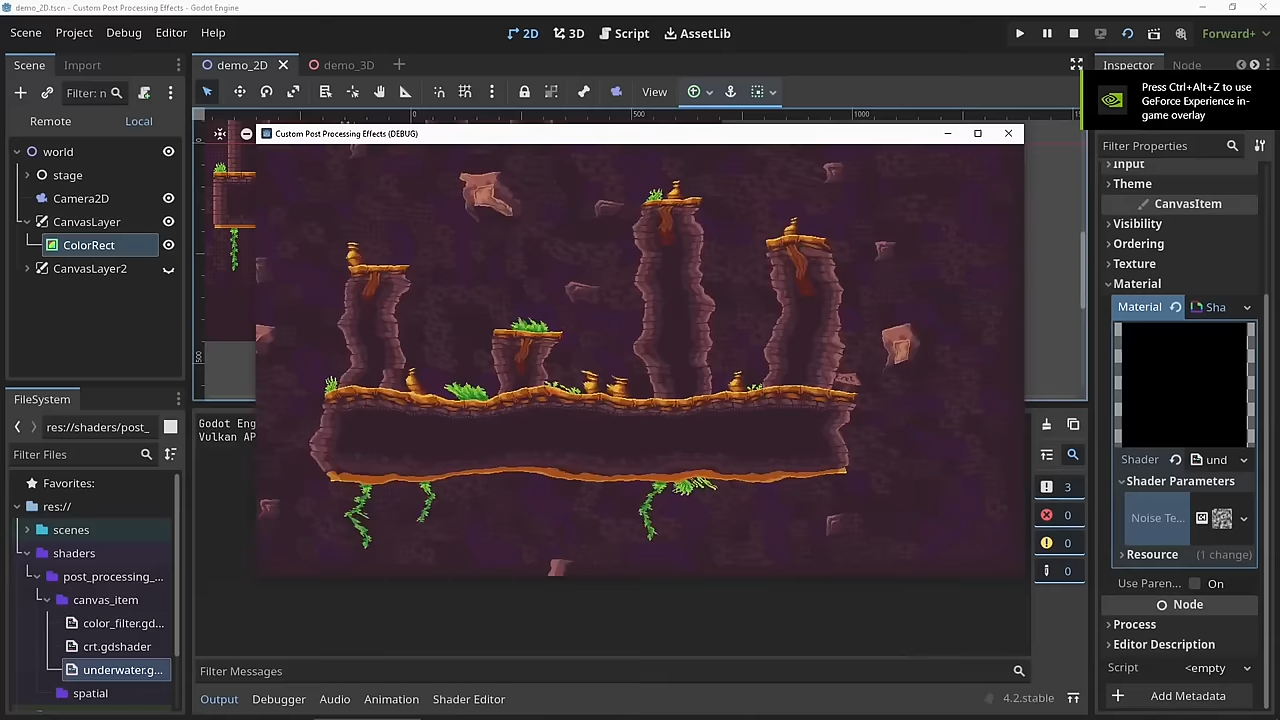 demo_2D.tscn - Custom Post Processing Effects - Godot Engine
Scene Project Debug Editor Help
2D 3D Script AssetLib
Forward+
Scene Import
demo_2D demo_3D
Inspector Node
Filter: n
View
Press Ctrl+Alt+Z to use
GeForce Experience in-
game overlay
Remote Local
0 500 1000
Custom Post Processing Effects (DEBUG)
Filter Properties
world
stage
Camera2D
CanvasLayer
ColorRect
CanvasLayer2
Input
Theme
CanvasItem
Visibility
Ordering
Texture
Material
Material Sha
Shader und
Shader Parameters
Noise Te...
Resource (1 change)
Use Paren... On
Node
Process
Editor Description
Script <empty
Add Metadata
500
FileSystem
res://shaders/post_
Filter Files
Favorites:
res://
scenes
shaders
post_processing_...
canvas_item
color_filter.gd...
crt.gdshader
underwater.g...
spatial
Godot Eng
Vulkan AP
3
0
0
0
Filter Messages
Output Debugger Audio Animation Shader Editor
4.2.stable